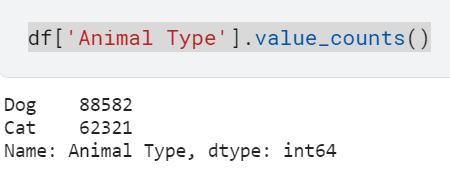 df['Animal Type'].value_counts()
Dog    88582
Cat    62321
Name: Animal Type, dtype: int64